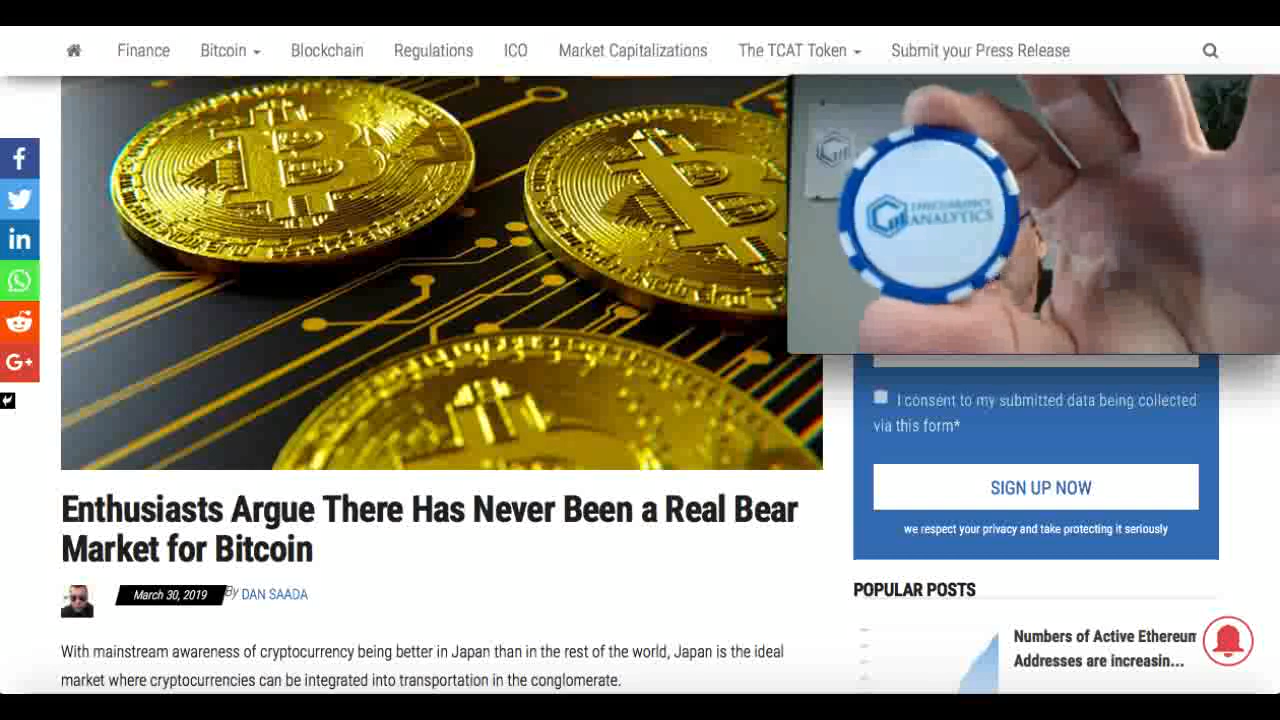 Finance Bitcoin Blockchain Regulations ICO Market Capitalizations The TCAT Token Submit your Press Release
THECURRENCY
ANALYTICS
I consent to my submitted data being collected
via this form*
SIGN UP NOW
we respect your privacy and take protecting it seriously
Enthusiasts Argue There Has Never Been a Real Bear
Market for Bitcoin
March 30, 2019 By DAN SAADA
With mainstream awareness of cryptocurrency being better in Japan than in the rest of the world, Japan is the ideal
market where cryptocurrencies can be integrated into transportation in the conglomerate.
POPULAR POSTS
Numbers of Active Ethereum
Addresses are increasin...